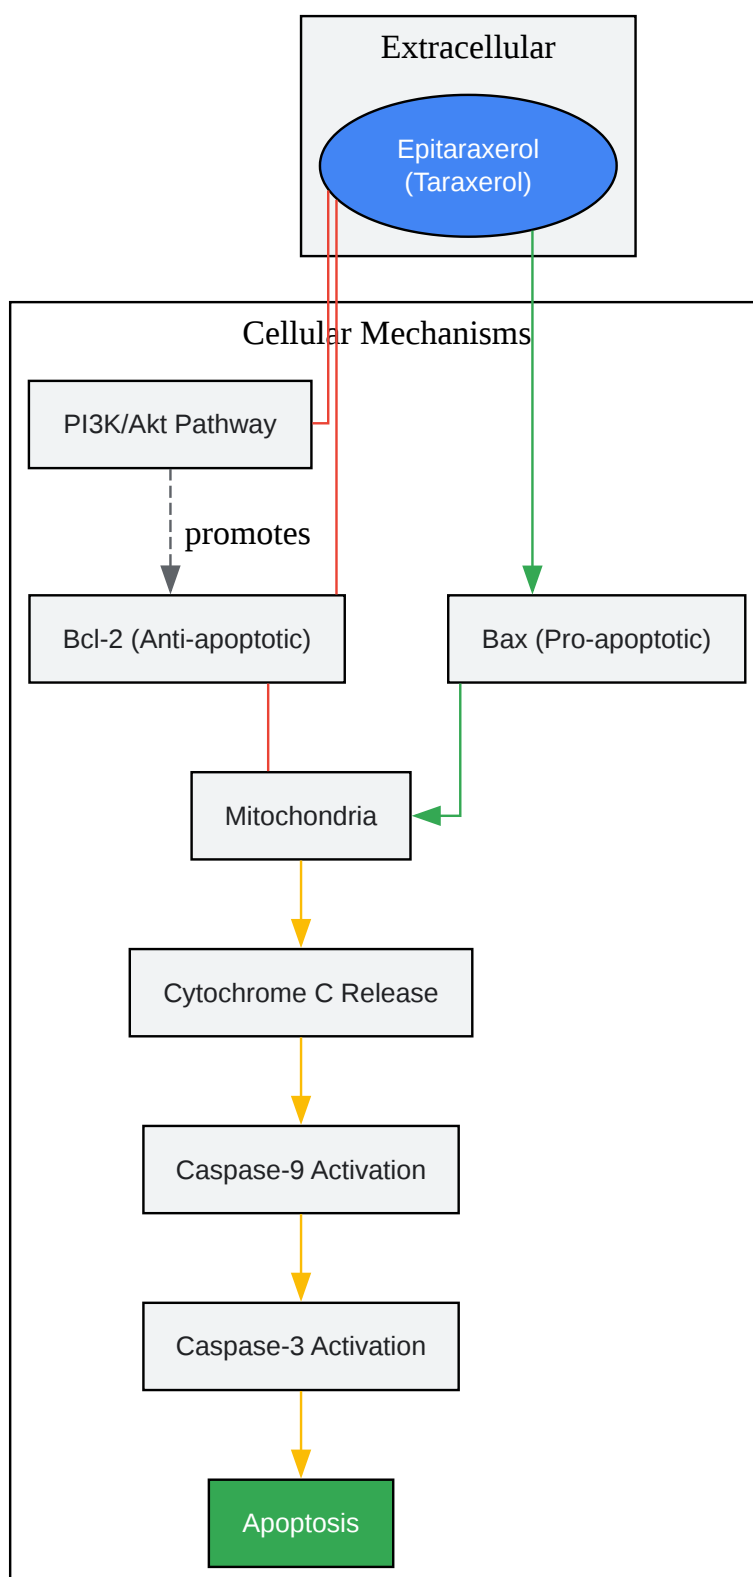 Extracellular
Epitaraxerol
(Taraxerol)
Cellular Mechanisms
PI3K/Akt Pathway
promotes
Bcl-2 (Anti-apoptotic)
Bax (Pro-apoptotic)
Mitochondria
Cytochrome C Release
Caspase-9 Activation
Caspase-3 Activation
Apoptosis